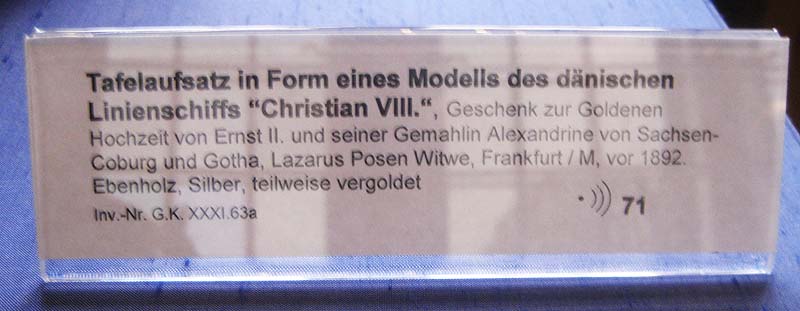 Tafelaufsatz in Form eines Modells des dänischen
Linienschiffs "Christian VIII.", Geschenk zur Goldenen
Hochzeit von Ernst II. und seiner Gemahlin Alexandrine von Sachsen-
Coburg und Gotha, Lazarus Posen Witwe, Frankfurt / M, vor 1892.
Ebenholz, Silber, teilweise vergoldet
Inv.-Nr. G.K. XXXI.63a
71